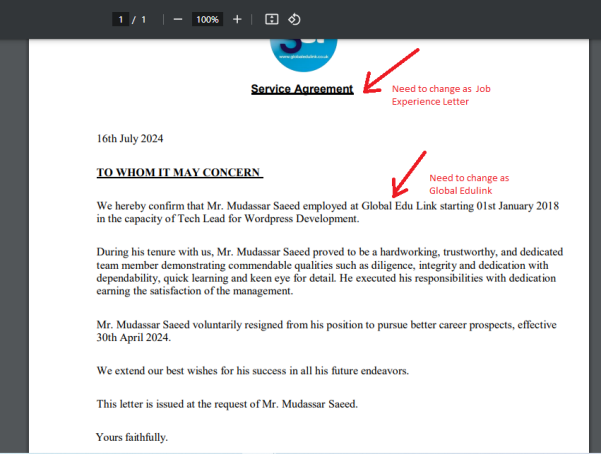 1 / 1 — 100% +
www.globaledulink.co.uk
Service Agreement
Need to change as Job
Experience Letter
16th July 2024
TO WHOM IT MAY CONCERN
Need to change as
Global Edulink
We hereby confirm that Mr. Mudassar Saeed employed at Global Edu Link starting 01st January 2018
in the capacity of Tech Lead for Wordpress Development.
During his tenure with us, Mr. Mudassar Saeed proved to be a hardworking, trustworthy, and dedicated
team member demonstrating commendable qualities such as diligence, integrity and dedication with
dependability, quick learning and keen eye for detail. He executed his responsibilities with dedication
earning the satisfaction of the management.
Mr. Mudassar Saeed voluntarily resigned from his position to pursue better career prospects, effective
30th April 2024.
We extend our best wishes for his success in all his future endeavors.
This letter is issued at the request of Mr. Mudassar Saeed.
Yours faithfully.